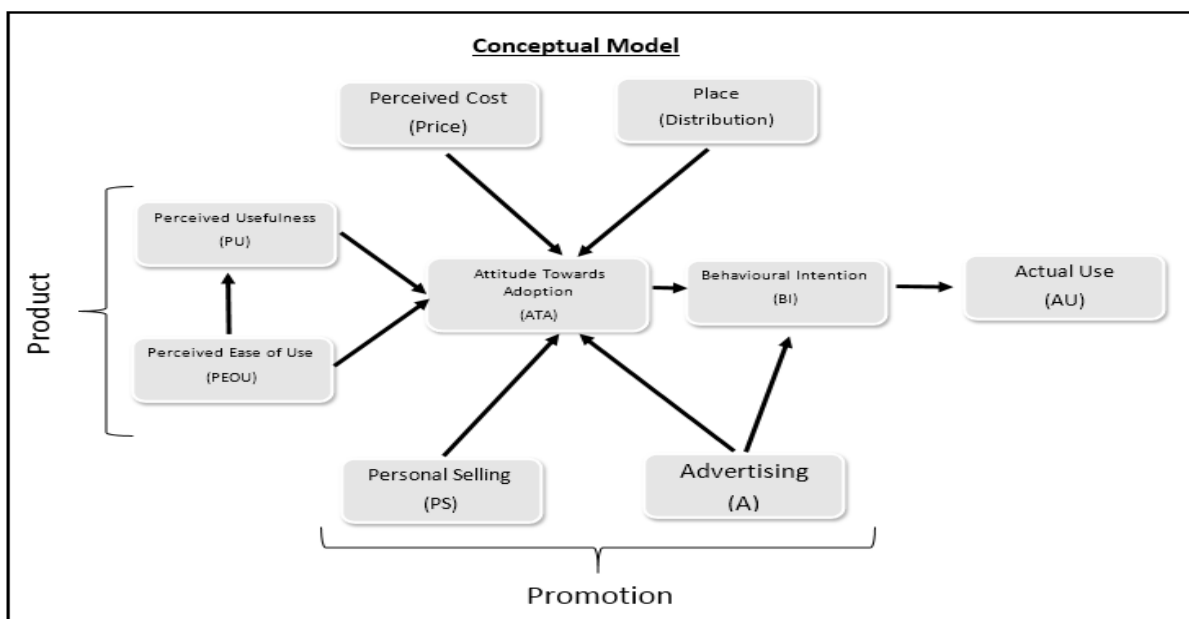 Conceptual Model
Perceived Cost
(Price)
Place
(Distribution)
Product
Perceived Usefulness
(PU)
Perceived Ease of Use
(PEOU)
Attitude Towards
Adoption
(ATA)
Behavioural Intention
(BI)
Actual Use
(AU)
Personal Selling
(PS)
Advertising
(A)
Promotion